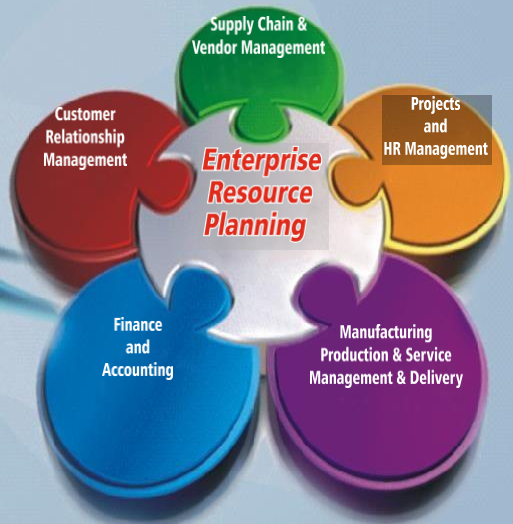 Supply Chain &
Vendor Management
Customer
Relationship
Management
Projects
and
HR Management
Enterprise
Resource
Planning
Finance
and
Accounting
Manufacturing
Production & Service
Management & Delivery